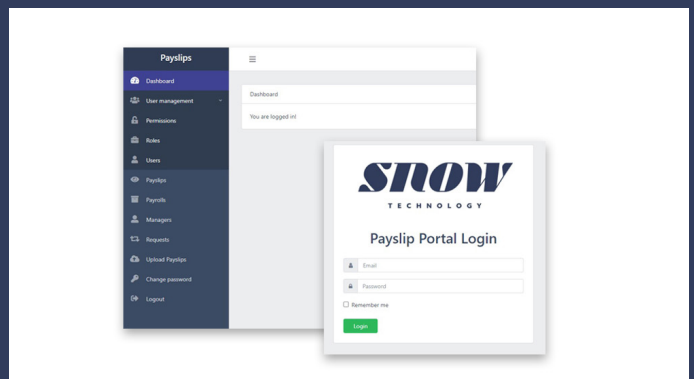 Payslips
Dashboard
User management
Permissions
Roles
Users
Payslips
Payrolls
Managers
Requests
Upload Payslips
Change password
Logout
Dashboard
You are logged in!
SNOW
TECHNOLOGY
Payslip Portal Login
Email
Password
Remember me
Login